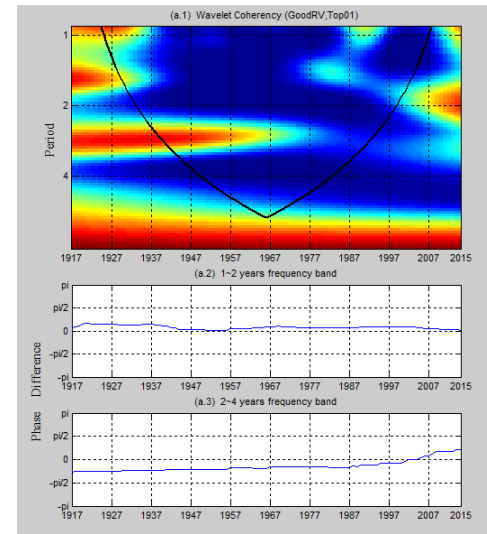 (a.1) Wavelet Coherency (GoodRV,Top01)
Period
1
2
4
1917 1927 1937 1947 1957 1967 1977 1987 1997 2007 2015
(a.2) 1~2 years frequency band
pi
pi/2
0
-pi/2
-pi
1917 1927 1937 1947 1957 1967 1977 1987 1997 2007 2015
Phase Difference
(a.3) 2~4 years frequency band
pi
pi/2
0
-pi/2
-pi
1917 1927 1937 1947 1957 1967 1977 1987 1997 2007 2015